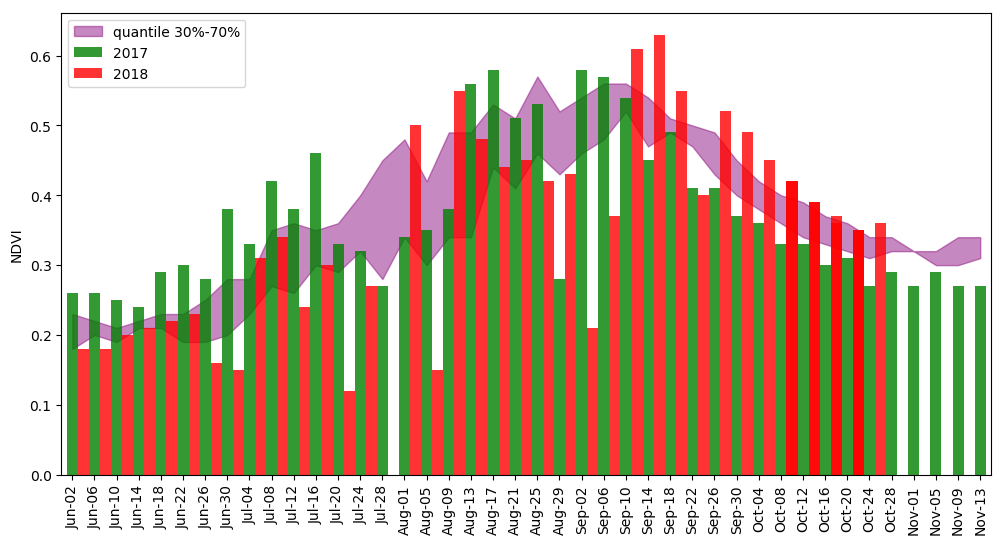 quantile 30%-70%
2017
2018
NDVI
0.6
0.5
0.4
0.3
0.2
0.1
0.0
Jun-02
Jun-06
Jun-10
Jun-14
Jun-18
Jun-22
Jun-26
Jun-30
Jul-04
Jul-08
Jul-12
Jul-16
Jul-20
Jul-24
Jul-28
Aug-01
Aug-05
Aug-09
Aug-13
Aug-17
Aug-21
Aug-25
Aug-29
Sep-02
Sep-06
Sep-10
Sep-14
Sep-18
Sep-22
Sep-26
Sep-30
Oct-04
Oct-08
Oct-12
Oct-16
Oct-20
Oct-24
Oct-28
Nov-01
Nov-05
Nov-09
Nov-13